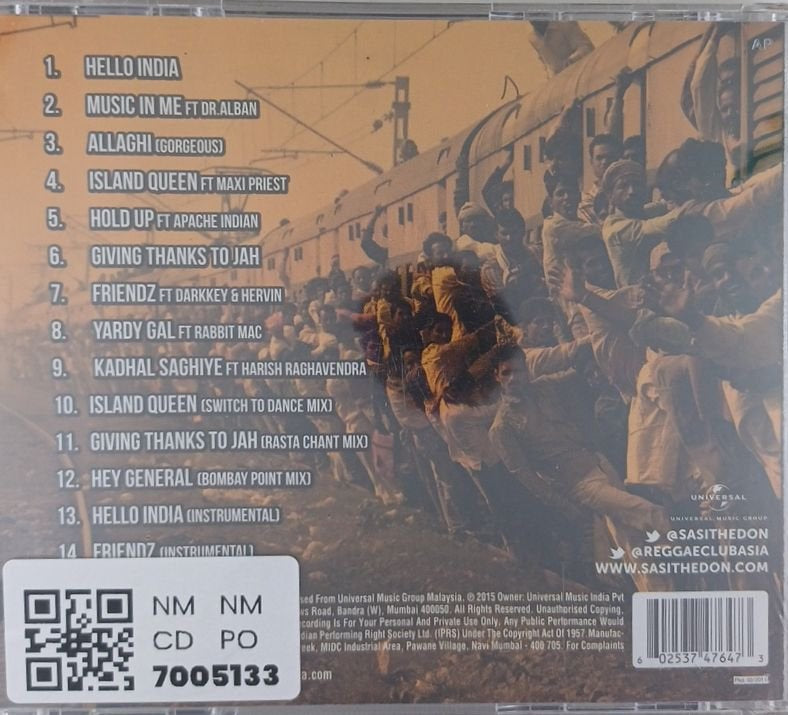 AP
1. HELLO INDIA
2. MUSIC IN ME FT DR.ALBAN
3. ALLAGHI (GORGEOUS)
4. ISLAND QUEEN FT MAXI PRIEST
5. HOLD UP FT APACHE INDIAN
6. GIVING THANKS TO JAH
7. FRIENDZ FT DARKKEY & HERVIN
8. YARDY GAL FT RABBIT MAC
9. KADHAL SAGHIYE FT HARISH RAGHAVENDRA
10. ISLAND QUEEN (SWITCH TO DANCE MIX)
11. GIVING THANKS TO JAH (RASTA CHANT MIX)
12. HEY GENERAL (BOMBAY POINT MIX)
13. HELLO INDIA (INSTRUMENTAL)
14. FRIENDZ (INSTRUMENTAL)
UNIVERSAL
UNIVERSAL MUSIC GROUP
@SASITHEDON
@REGGAECLUBASIA
WWW.SASITHEDON.COM
sed From Universal Music Group Malaysia. ℗ 2015 Owner: Universal Music India Pvt
ws Road, Bandra (W), Mumbai 400050. All Rights Reserved. Unauthorised Copying,
cording Is For Your Personal And Private Use Only. Any Public Performance Would
dian Performing Right Society Ltd. (IPRS) Under The Copyright Act Of 1957. Manufac-
eek, MIDC Industrial Area, Pawane Village, Navi Mumbai - 400 705. For Complaints
a.com
6 02537 47647 3
NM NM
CD PO
7005133